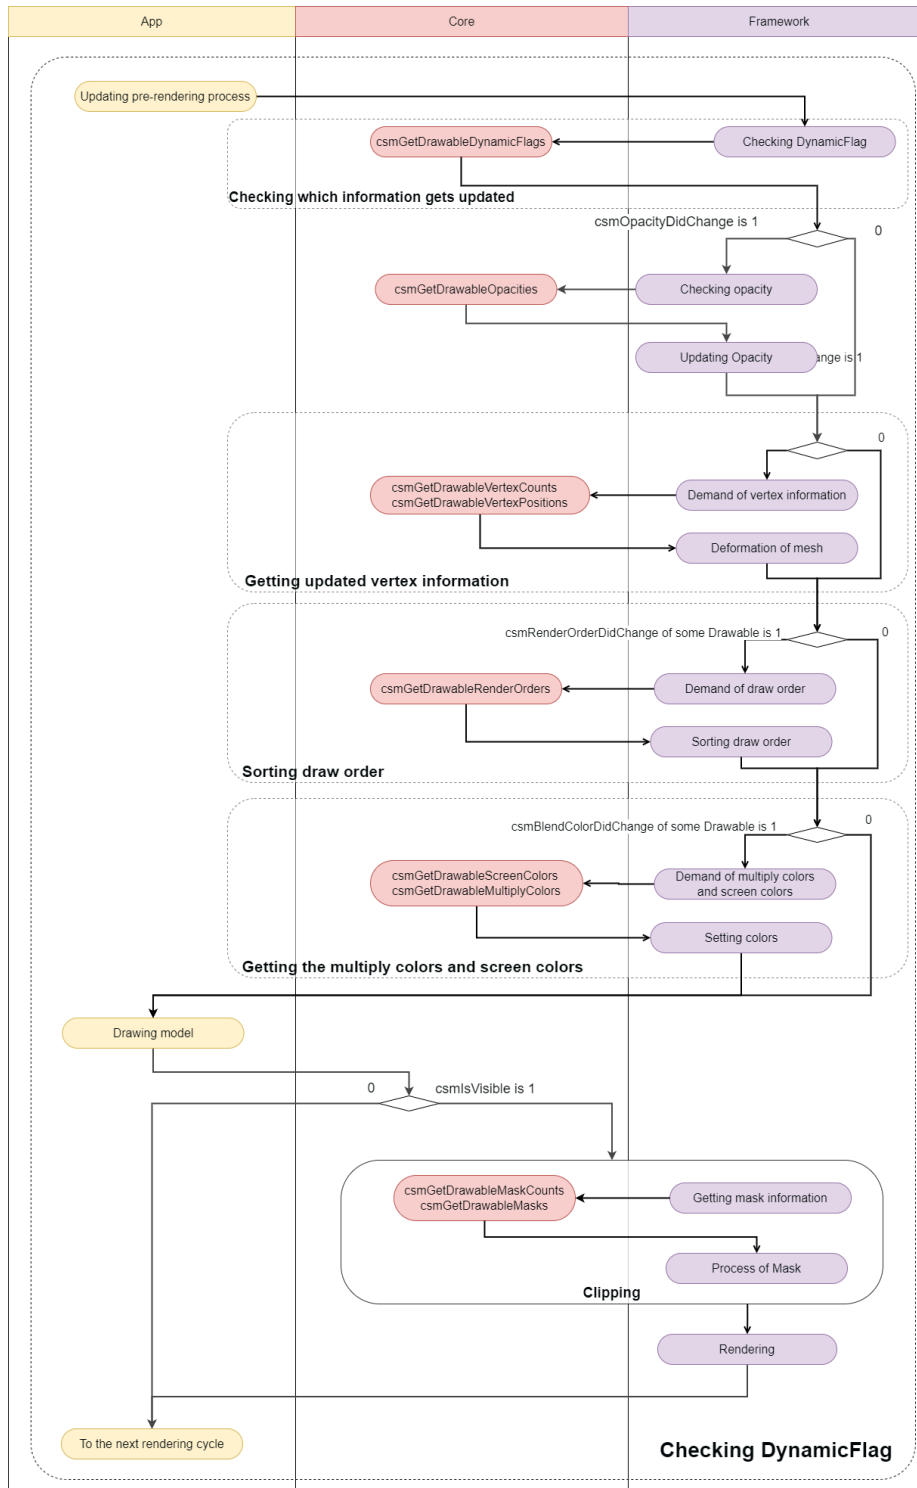 App
Core
Framework
Updating pre-rendering process
csmGetDrawableDynamicFlags
Checking DynamicFlag
Checking which information gets updated
csmOpacityDidChange is 1
0
csmGetDrawableOpacities
Checking opacity
Updating Opacity
ange is 1
0
csmGetDrawableVertexCounts
csmGetDrawableVertexPositions
Demand of vertex information
Deformation of mesh
Getting updated vertex information
csmRenderOrderDidChange of some Drawable is 1
0
csmGetDrawableRenderOrders
Demand of draw order
Sorting draw order
Sorting draw order
csmBlendColorDidChange of some Drawable is 1
0
csmGetDrawableScreenColors
csmGetDrawableMultiplyColors
Demand of multiply colors
and screen colors
Setting colors
Getting the multiply colors and screen colors
Drawing model
0
csmIsVisible is 1
csmGetDrawableMaskCounts
csmGetDrawableMasks
Getting mask information
Process of Mask
Clipping
Rendering
To the next rendering cycle
Checking DynamicFlag